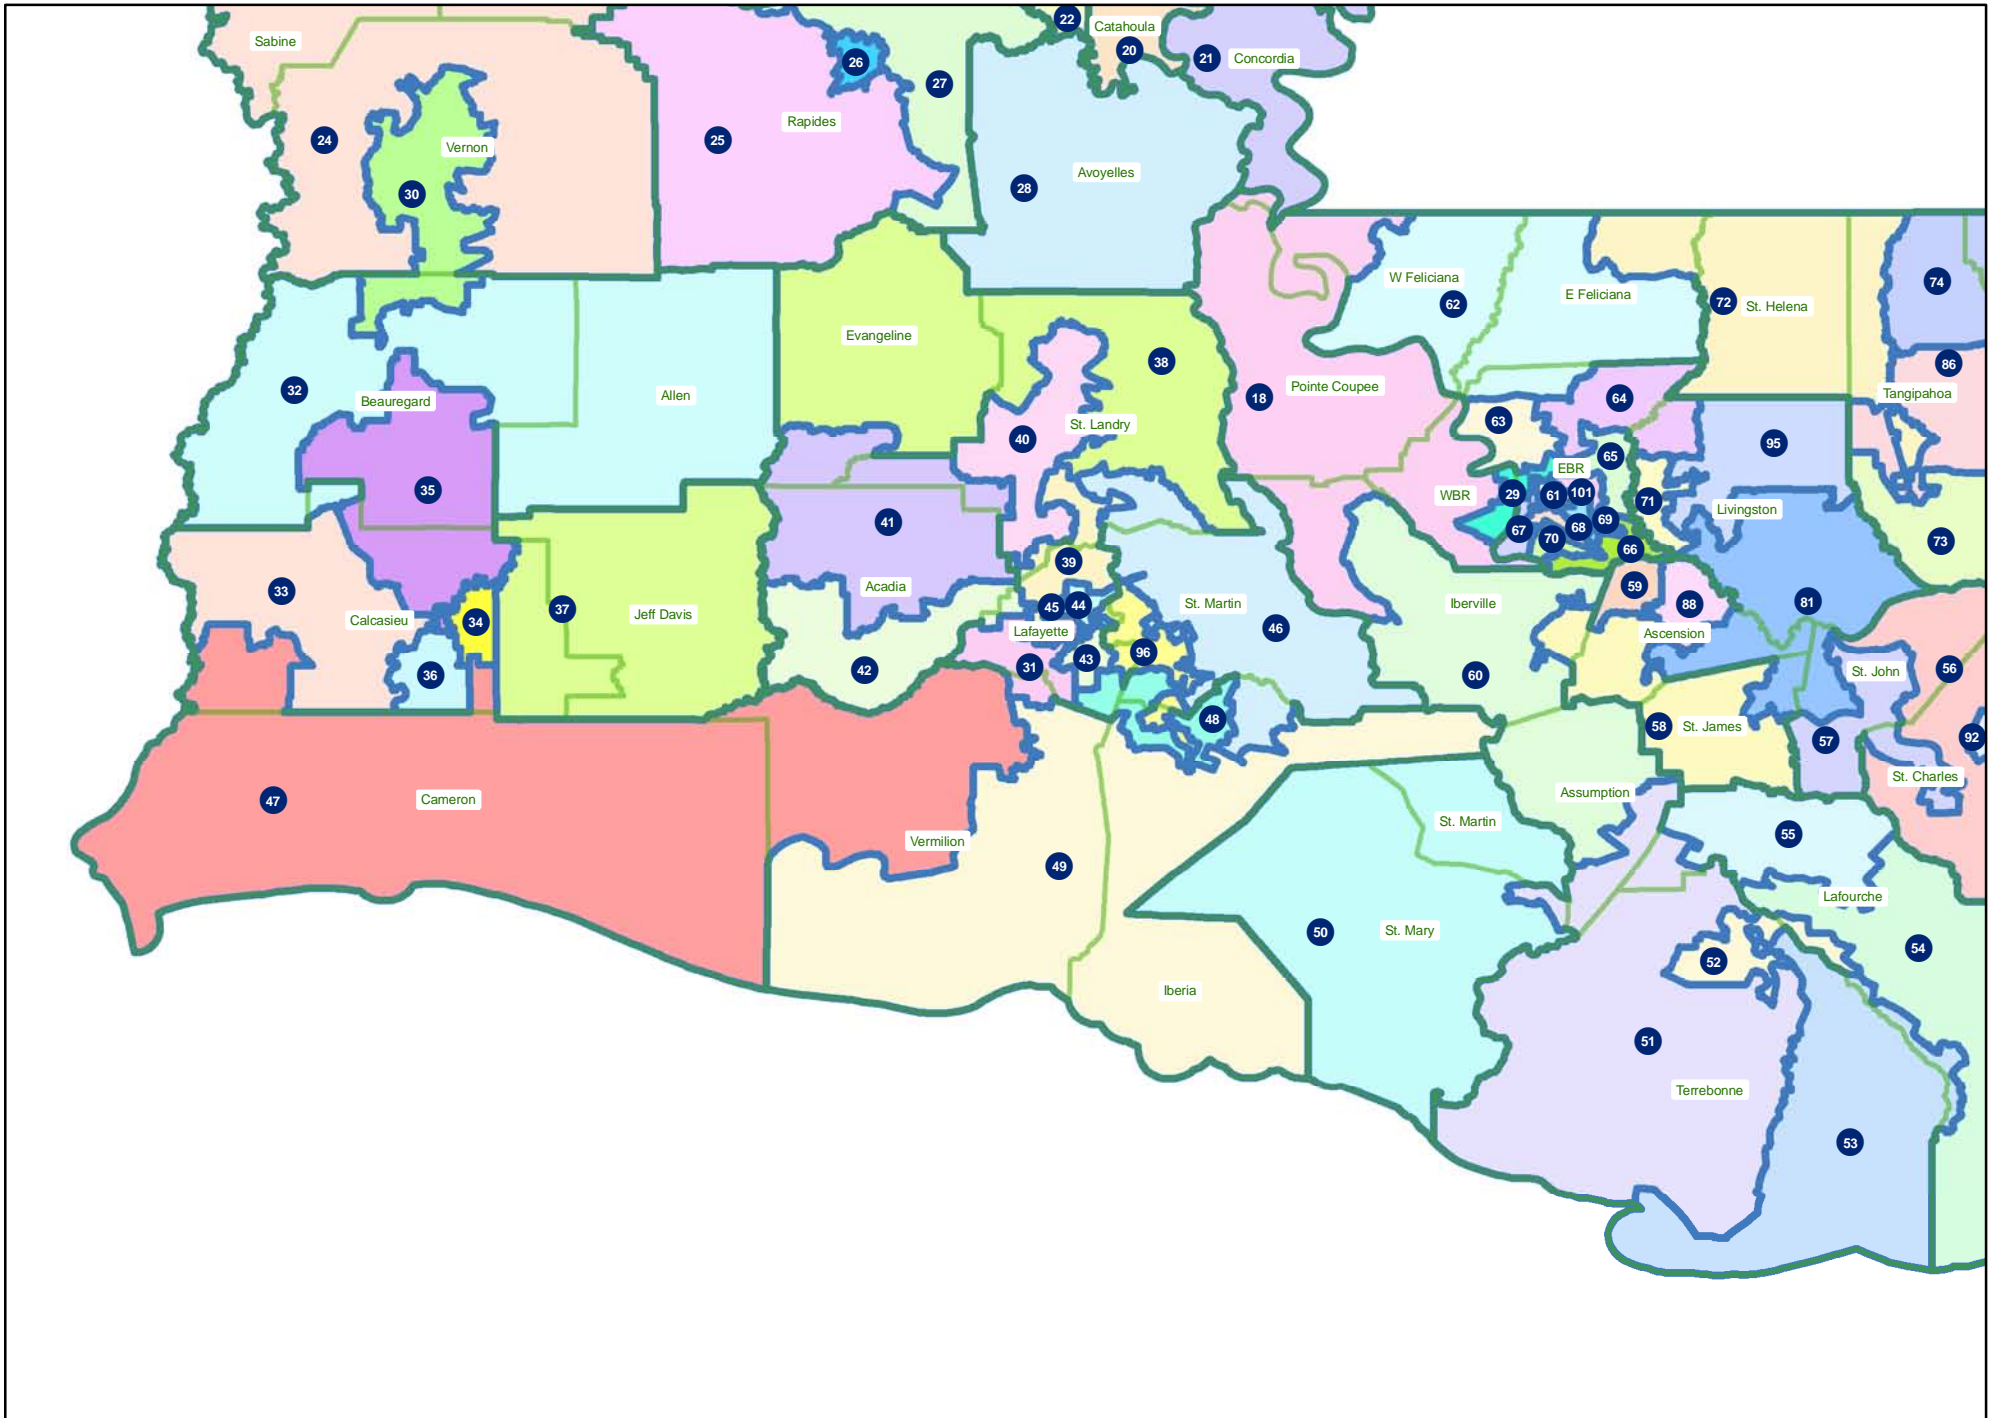 22
Catahoula
Sabine
20
21
Concordia
26
27
Rapides
24
25
Vernon
Avoyelles
28
30
W Feliciana
74
E Feliciana
62
72
St. Helena
Evangeline
38
86
Pointe Coupee
32
Allen
Tangipahoa
Beauregard
18
64
63
St. Landry
40
95
65
EBR
35
WBR
29
61
101
71
Livingston
41
69
68
67
70
73
66
39
Acadia
59
33
34
45
44
St. Martin
Iberville
88
81
37
Jeff Davis
Calcasieu
Lafayette
46
Ascension
96
43
31
42
36
60
St. John
56
48
58
St. James
57
92
St. Charles
47
Cameron
Assumption
St. Martin
55
Vermilion
49
Lafourche
50
St. Mary
54
52
Iberia
51
Terrebonne
53